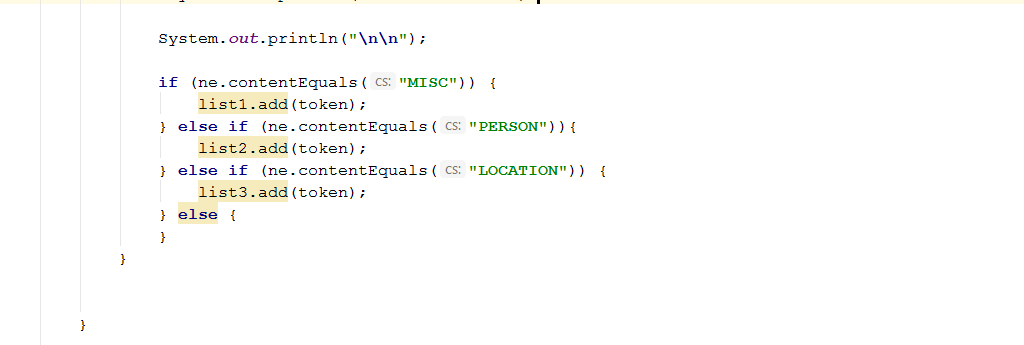 System.out.println("\n\n");
if (ne.contentEquals( cs: "MISC")) {
list1.add(token);
} else if (ne.contentEquals( cs: "PERSON")){
list2.add(token);
} else if (ne.contentEquals( cs: "LOCATION")) {
list3.add(token);
} else {
}
}
}